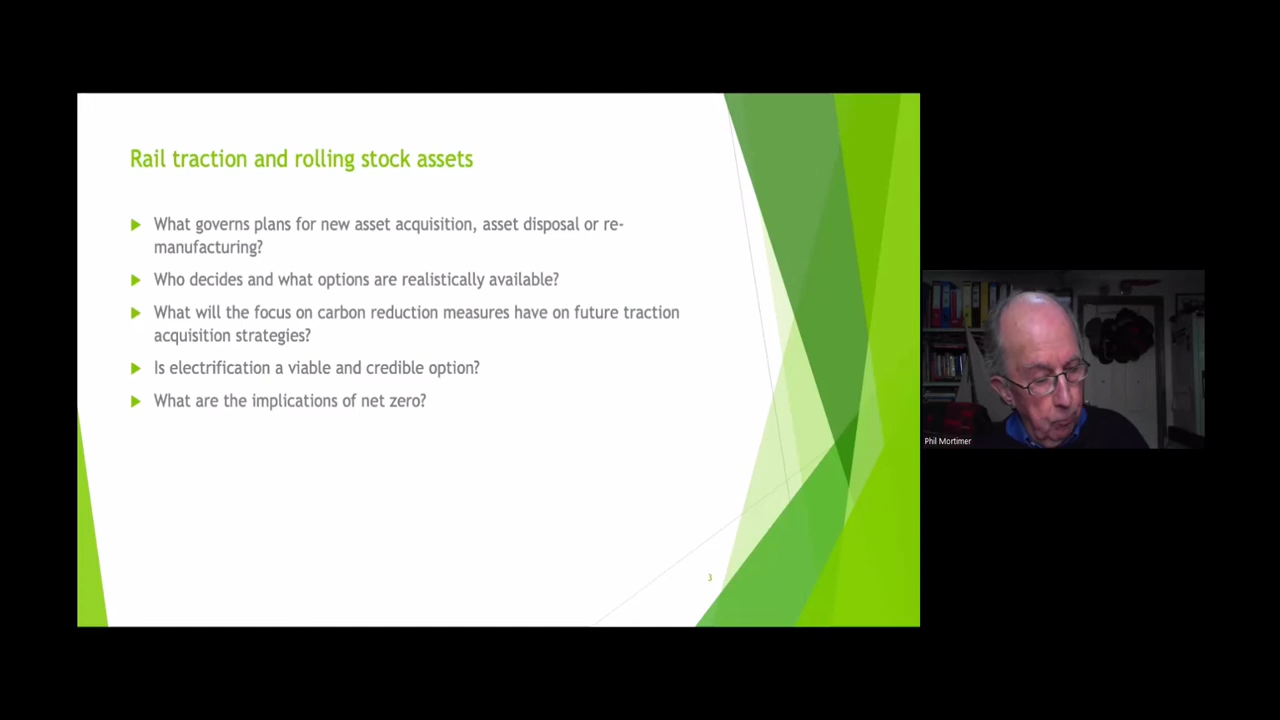 Rail traction and rolling stock assets
What governs plans for new asset acquisition, asset disposal or re-
manufacturing?
Who decides and what options are realistically available?
What will the focus on carbon reduction measures have on future traction
acquisition strategies?
Is electrification a viable and credible option?
What are the implications of net zero?
3
Phil Mortimer